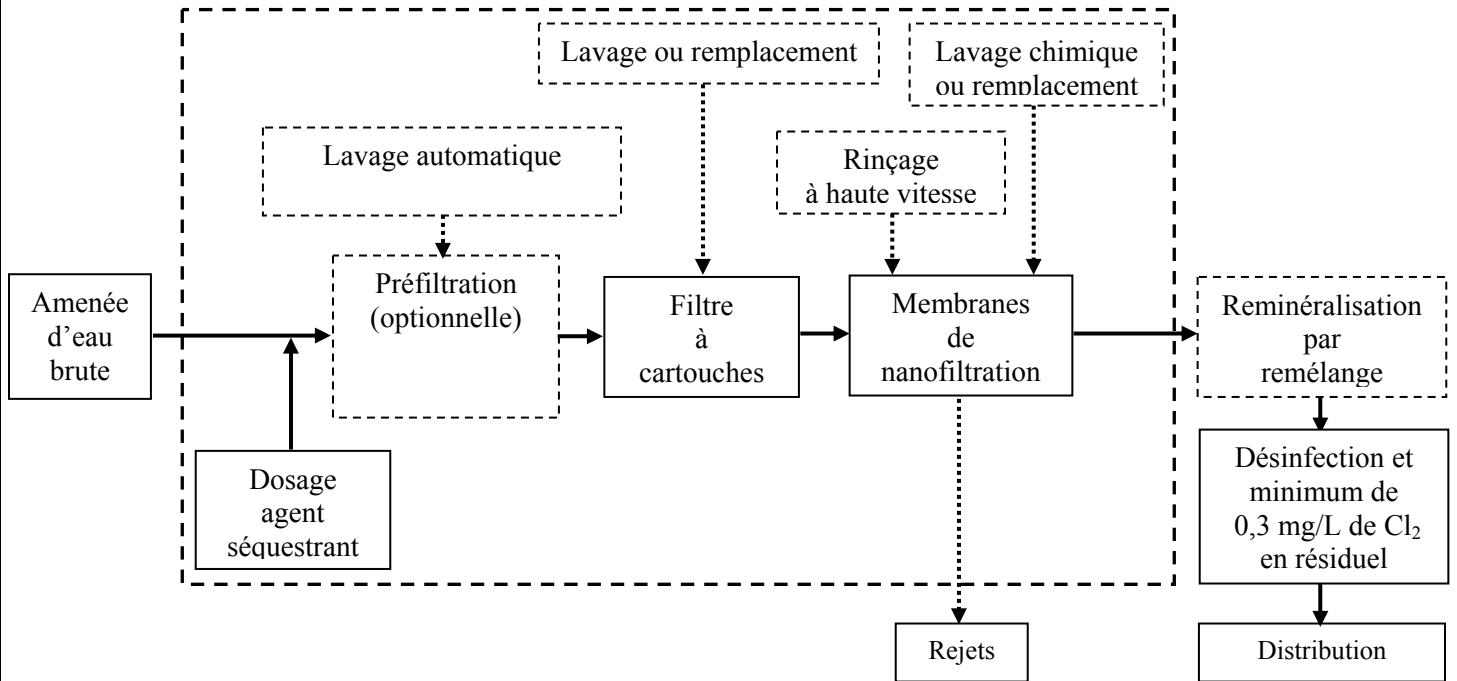 Lavage ou remplacement
Lavage chimique
ou remplacement
Lavage automatique
Rinçage
à haute vitesse
Amenée
d’eau
brute
Préfiltration
(optionnelle)
Filtre
à
cartouches
Membranes
de
nanofiltration
Reminéralisation
par
remélange
Dosage
agent
séquestrant
Désinfection et
minimum de
0,3 mg/L de Cl₂
en résiduel
Rejets
Distribution